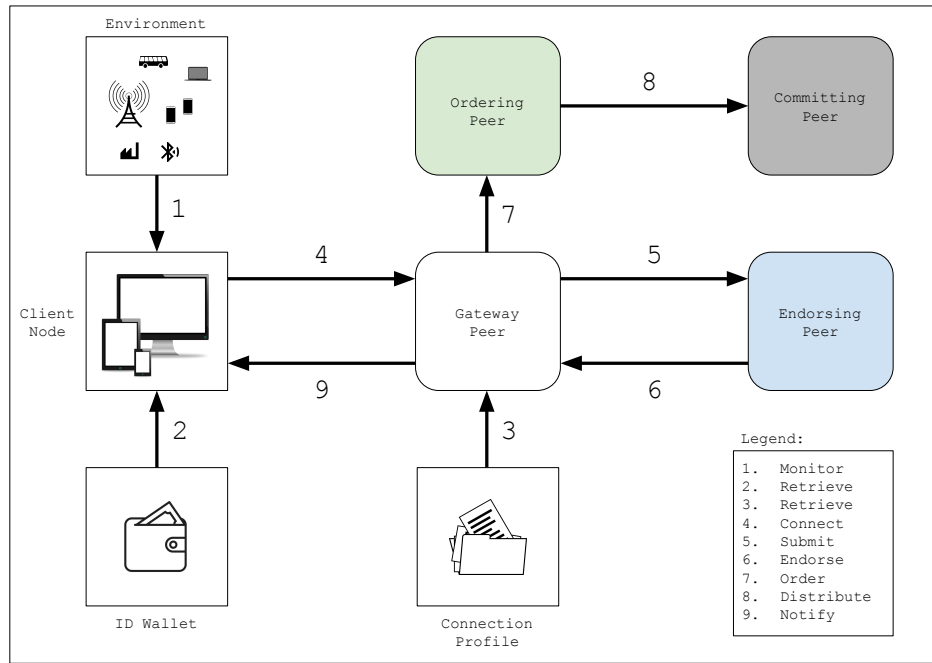 Environment
Ordering
Peer
8
Committing
Peer
1
7
Client
Node
4
Gateway
Peer
5
Endorsing
Peer
9
6
2
3
ID Wallet
Connection
Profile
Legend:
1. Monitor
2. Retrieve
3. Retrieve
4. Connect
5. Submit
6. Endorse
7. Order
8. Distribute
9. Notify